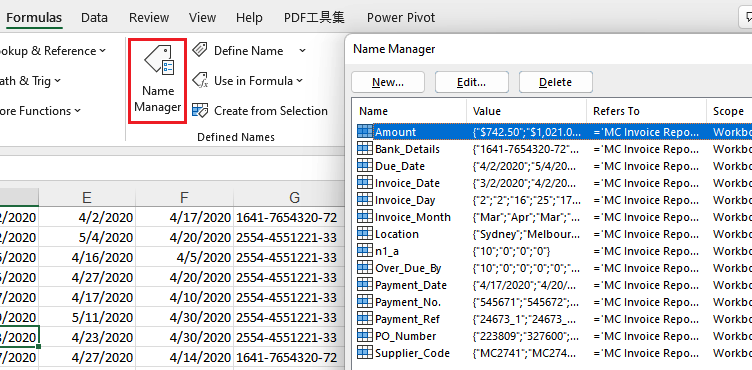 Formulas Data Review View Help PDF工具集 Power Pivot
ookup & Reference
ath & Trig
ore Functions
Name Manager
Define Name
Use in Formula
Create from Selection
Defined Names
Name Manager
New... Edit... Delete
Name Value Refers To Scope
Amount {"$742.50";"$1,021.0... ='MC Invoice Repo... Workbo
Bank_Details {"1641-7654320-72"... ='MC Invoice Repo... Workbo
Due_Date {"4/2/2020";"5/4/20... ='MC Invoice Repo... Workbo
Invoice_Date {"3/2/2020";"4/2/20... ='MC Invoice Repo... Workbo
Invoice_Day {"2";"2";"16";"25";"17... ='MC Invoice Repo... Workbo
Invoice_Month {"Mar";"Apr";"Mar";... ='MC Invoice Repo... Workbo
Location {"Sydney";"Melbour... ='MC Invoice Repo... Workbo
n1_a {"10";"0";"0";"0"} ='MC Invoice Repo... Workbo
Over_Due_By {"10";"0";"0";"0";"... ='MC Invoice Repo... Workbo
Payment_Date {"4/17/2020";"4/20/... ='MC Invoice Repo... Workbo
Payment_No. {"545671";"545672";... ='MC Invoice Repo... Workbo
Payment_Ref {"24673_1";"24673_... ='MC Invoice Repo... Workbo
PO_Number {"223809";"327600;... ='MC Invoice Repo... Workbo
Supplier_Code {"MC2741";"MC274... ='MC Invoice Repo... Workbo
E F G
2/2020 4/2/2020 4/17/2020 1641-7654320-72
/2020 5/4/2020 4/20/2020 2554-4551221-33
/2020 4/16/2020 4/5/2020 2554-4551221-33
/2020 4/27/2020 4/20/2020 2554-4551221-33
/2020 4/17/2020 4/10/2020 2554-4551221-33
/2020 5/11/2020 4/30/2020 2554-4551221-33
/2020 4/23/2020 4/30/2020 2554-4551221-33
/2020 4/27/2020 4/14/2020 1641-7654320-72